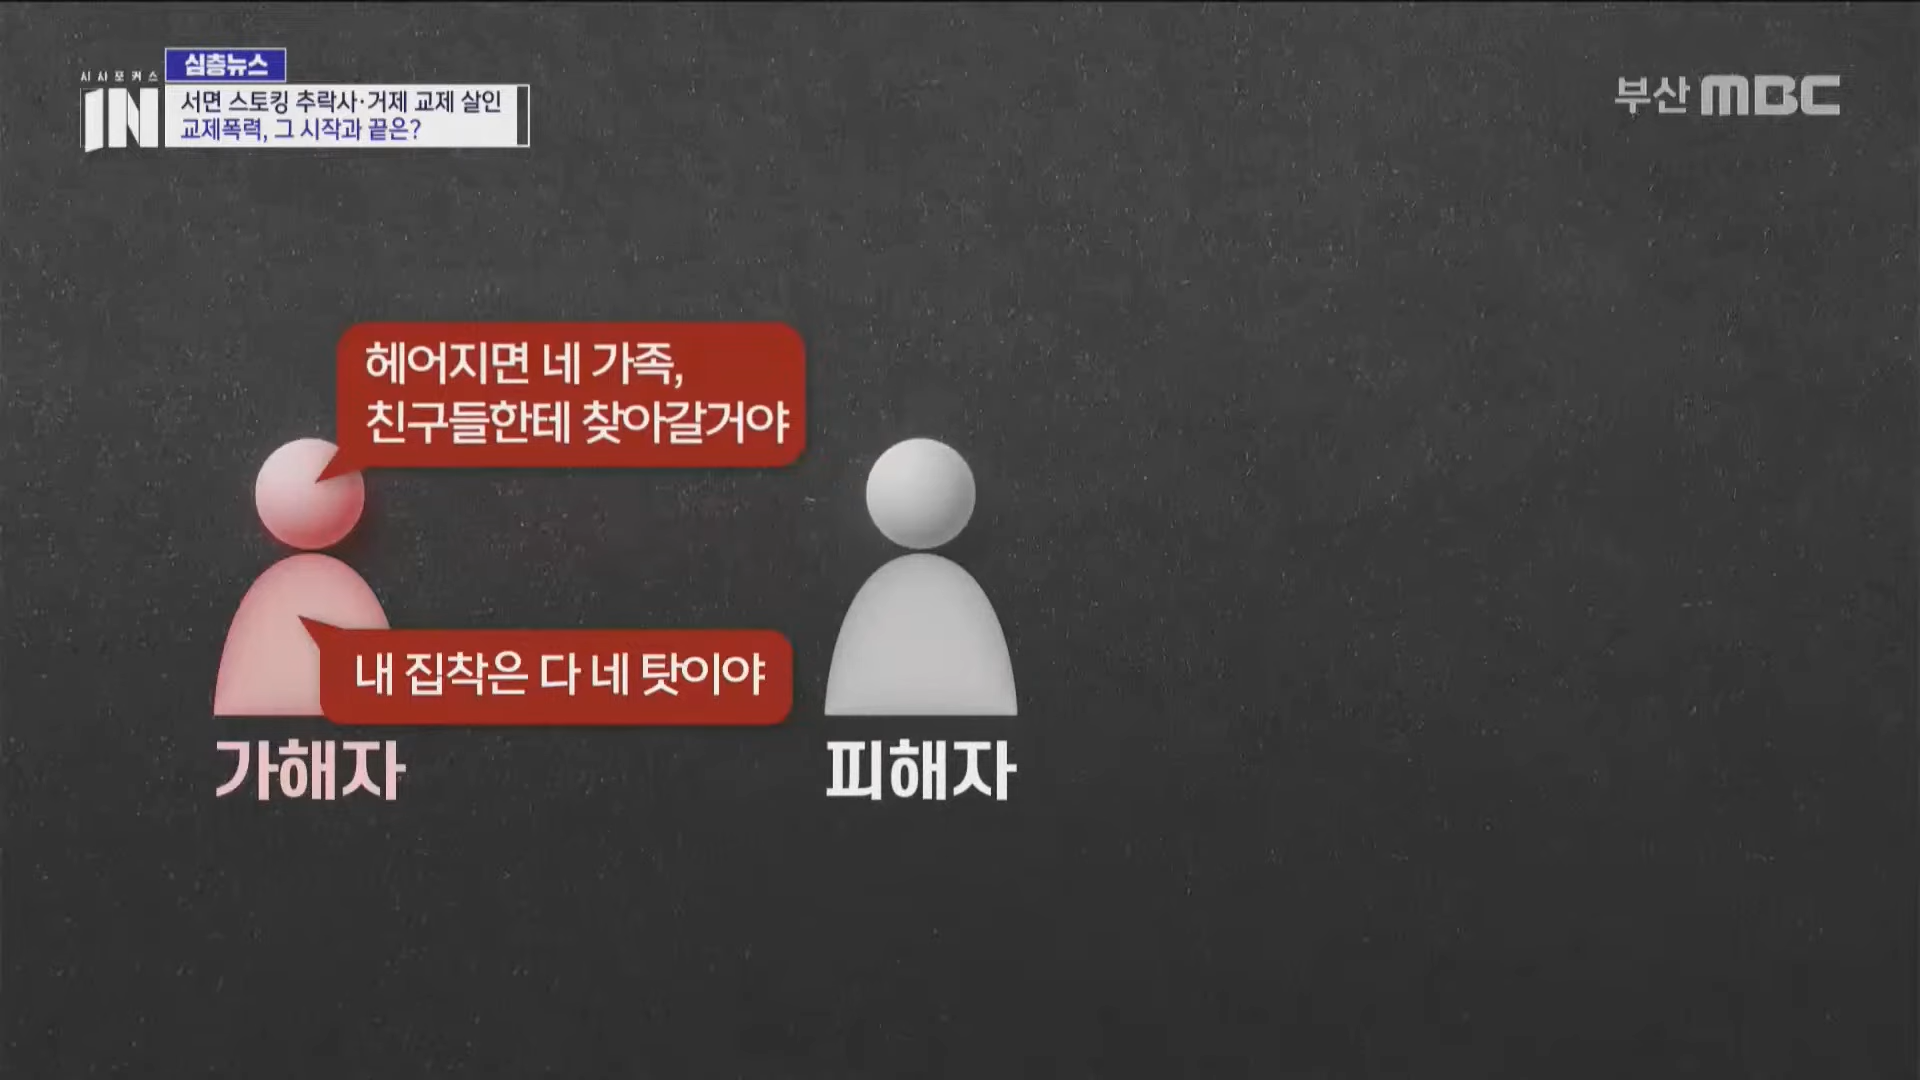 심층뉴스
시사포커스
IN
서면 스토킹 추락사·거제 교제 살인
교제폭력, 그 시작과 끝은?
부산 MBC
헤어지면 네 가족,
친구들한테 찾아갈거야
내 집착은 다 네 탓이야
가해자
피해자